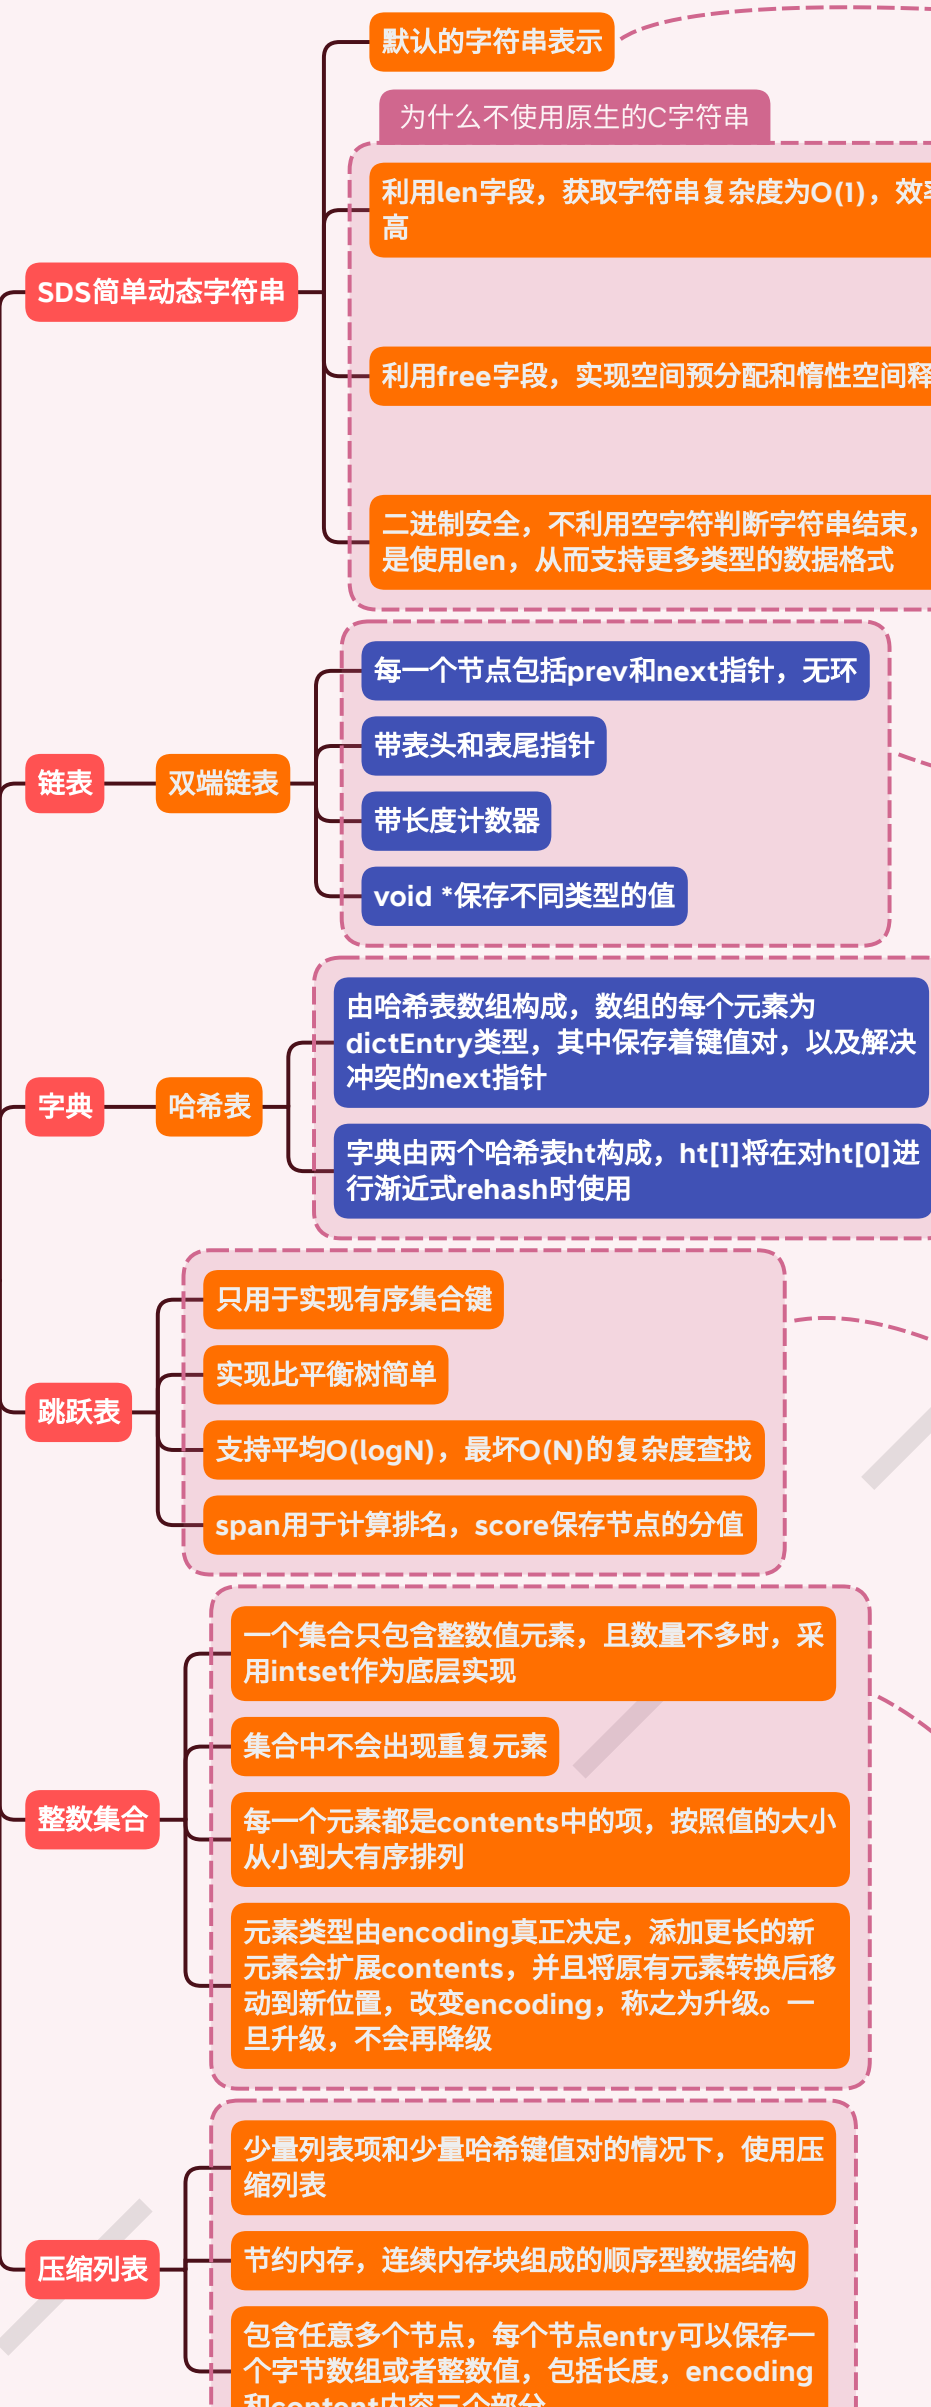 默认的字符串表示
为什么不使用原生的C字符串
利用len字段，获取字符串复杂度为O(1)，效率
高
SDS简单动态字符串
利用free字段，实现空间预分配和惰性空间释
二进制安全，不利用空字符判断字符串结束，
是使用len，从而支持更多类型的数据格式
每一个节点包括prev和next指针，无环
带表头和表尾指针
链表
双端链表
带长度计数器
void *保存不同类型的值
由哈希表数组构成，数组的每个元素为
dictEntry类型，其中保存着键值对，以及解决
冲突的next指针
字典
哈希表
字典由两个哈希表ht构成，ht[1]将在对ht[0]进
行渐近式rehash时使用
只用于实现有序集合键
实现比平衡树简单
跳跃表
支持平均O(logN)，最坏O(N)的复杂度查找
span用于计算排名，score保存节点的分值
一个集合只包含整数值元素，且数量不多时，采
用intset作为底层实现
集合中不会出现重复元素
整数集合
每一个元素都是contents中的项，按照值的大小
从小到大有序排列
元素类型由encoding真正决定，添加更长的新
元素会扩展contents，并且将原有元素转换后移
动到新位置，改变encoding，称之为升级。一
旦升级，不会再降级
少量列表项和少量哈希键值对的情况下，使用压
缩列表
节约内存，连续内存块组成的顺序型数据结构
压缩列表
包含任意多个节点，每个节点entry可以保存一
个字节数组或者整数值，包括长度，encoding
和content内容三个部分